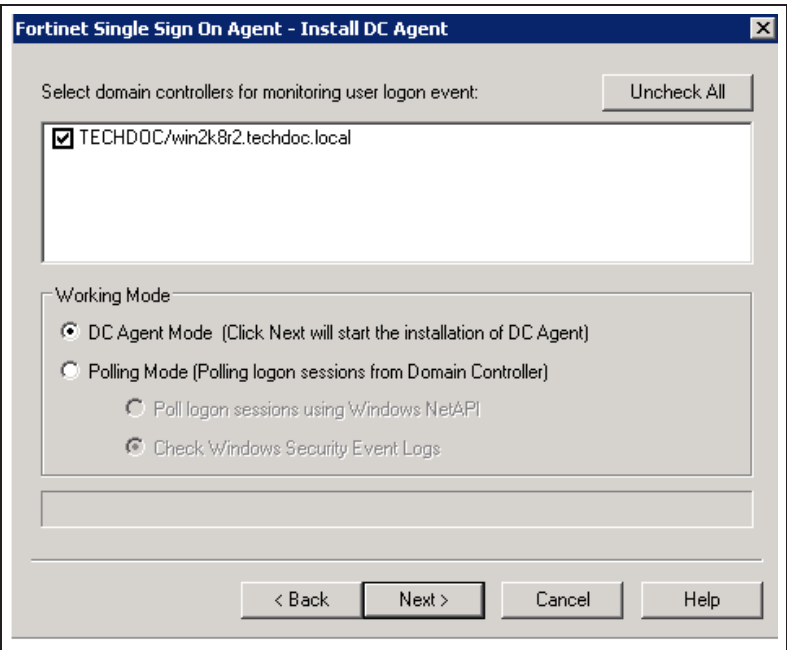 Fortinet Single Sign On Agent - Install DC Agent
Select domain controllers for monitoring user logon event:
Uncheck All
TECHDOC/win2k8r2.techdoc.local
Working Mode
DC Agent Mode (Click Next will start the installation of DC Agent)
Polling Mode (Polling logon sessions from Domain Controller)
Poll logon sessions using Windows NetAPI
Check Windows Security Event Logs
< Back
Next >
Cancel
Help